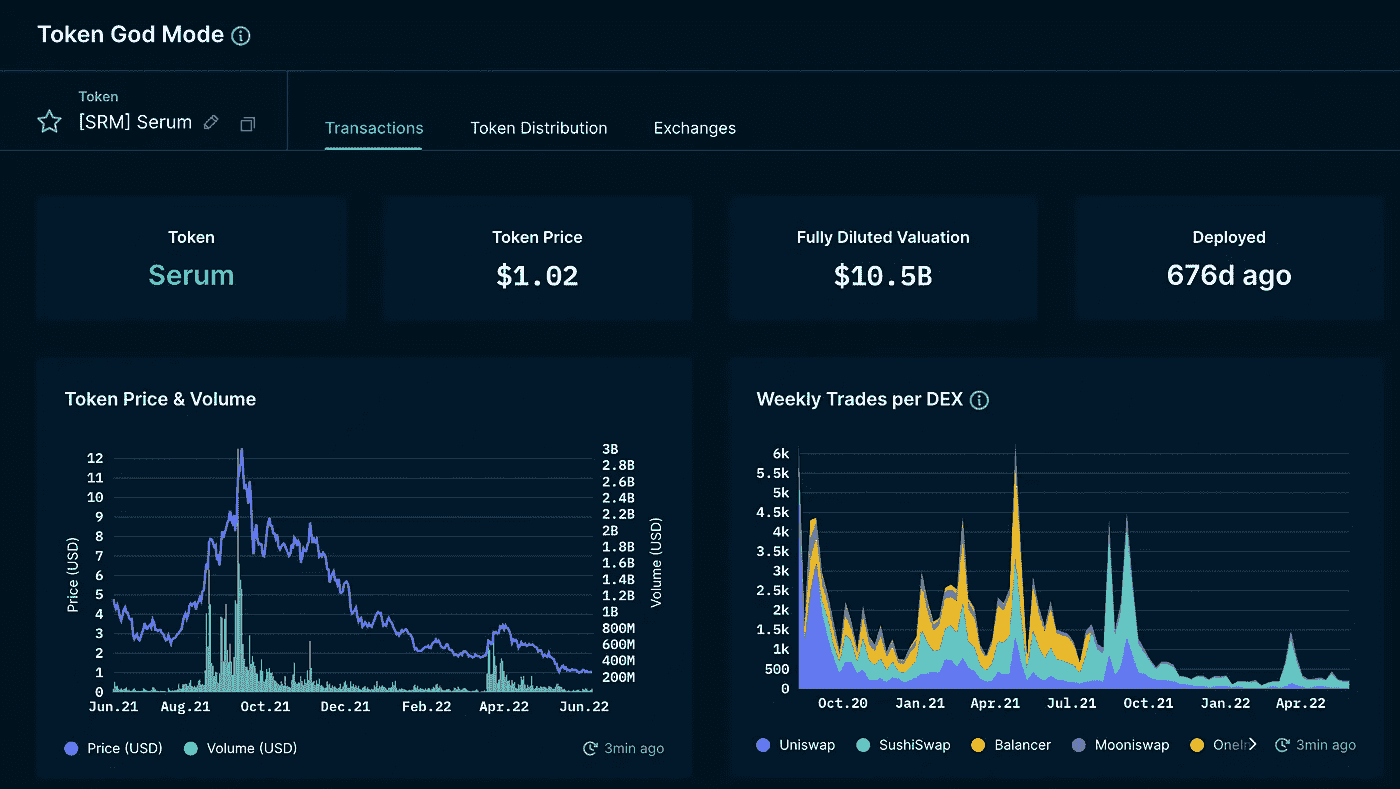 Token God Mode
Token
[SRM] Serum
Transactions Token Distribution Exchanges
Token
Serum
Token Price
$1.02
Fully Diluted Valuation
$10.5B
Deployed
676d ago
Token Price & Volume
Price (USD)
12
11
10
9
8
7
6
5
4
3
2
1
0
3B
2.8B
2.6B
2.4B
2.2B
2B
1.8B
1.6B
1.4B
1.2B
1B
800M
600M
400M
200M
Volume (USD)
Jun.21 Aug.21 Oct.21 Dec.21 Feb.22 Apr.22 Jun.22
Price (USD) Volume (USD) 3min ago
Weekly Trades per DEX
6k
5.5k
5k
4.5k
4k
3.5k
3k
2.5k
2k
1.5k
1k
500
0
Oct.20 Jan.21 Apr.21 Jul.21 Oct.21 Jan.22 Apr.22
Uniswap SushiSwap Balancer Mooniswap 3min ago